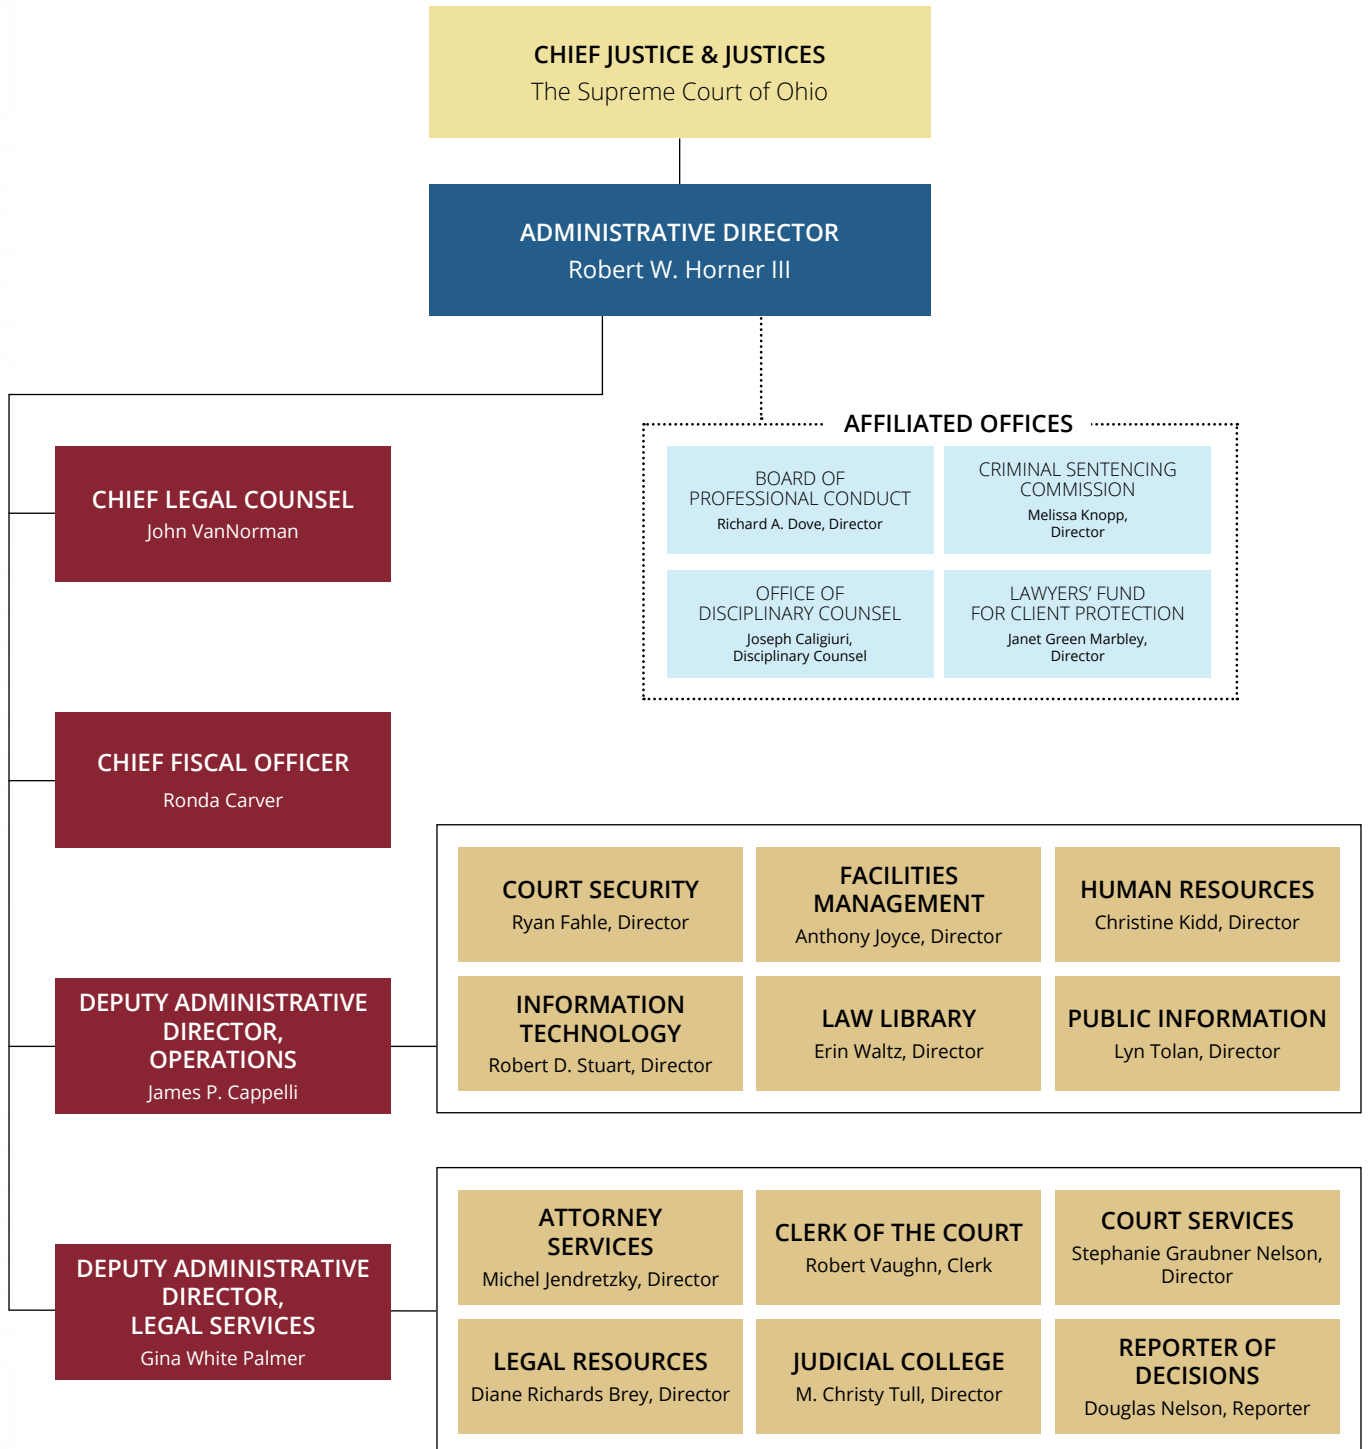 CHIEF JUSTICE & JUSTICES
The Supreme Court of Ohio
ADMINISTRATIVE DIRECTOR
Robert W. Horner III
AFFILIATED OFFICES
BOARD OF
PROFESSIONAL CONDUCT
Richard A. Dove, Director
CRIMINAL SENTENCING
COMMISSION
Melissa Knopp,
Director
OFFICE OF
DISCIPLINARY COUNSEL
Joseph Caligiuri,
Disciplinary Counsel
LAWYERS’ FUND
FOR CLIENT PROTECTION
Janet Green Marbley,
Director
CHIEF LEGAL COUNSEL
John VanNorman
CHIEF FISCAL OFFICER
Ronda Carver
DEPUTY ADMINISTRATIVE
DIRECTOR,
OPERATIONS
James P. Cappelli
COURT SECURITY
Ryan Fahle, Director
FACILITIES
MANAGEMENT
Anthony Joyce, Director
HUMAN RESOURCES
Christine Kidd, Director
INFORMATION
TECHNOLOGY
Robert D. Stuart, Director
LAW LIBRARY
Erin Waltz, Director
PUBLIC INFORMATION
Lyn Tolan, Director
DEPUTY ADMINISTRATIVE
DIRECTOR,
LEGAL SERVICES
Gina White Palmer
ATTORNEY
SERVICES
Michel Jendretzky, Director
CLERK OF THE COURT
Robert Vaughn, Clerk
COURT SERVICES
Stephanie Graubner Nelson,
Director
LEGAL RESOURCES
Diane Richards Brey, Director
JUDICIAL COLLEGE
M. Christy Tull, Director
REPORTER OF
DECISIONS
Douglas Nelson, Reporter